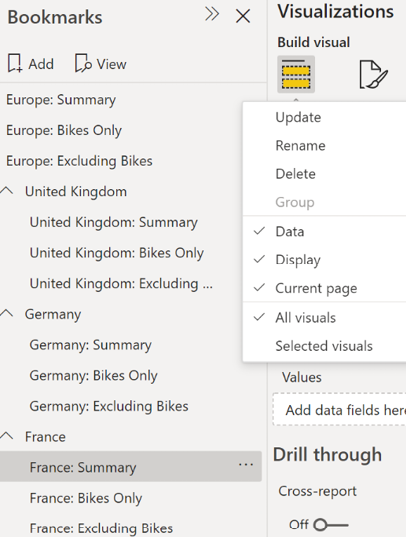 Bookmarks
Add
View
Europe: Summary
Europe: Bikes Only
Europe: Excluding Bikes
United Kingdom
United Kingdom: Summary
United Kingdom: Bikes Only
United Kingdom: Excluding ...
Germany
Germany: Summary
Germany: Bikes Only
Germany: Excluding Bikes
France
France: Summary
France: Bikes Only
France: Excluding Bikes
Visualizations
Build visual
Update
Rename
Delete
Group
Data
Display
Current page
All visuals
Selected visuals
Values
Add data fields here
Drill through
Cross-report
Off